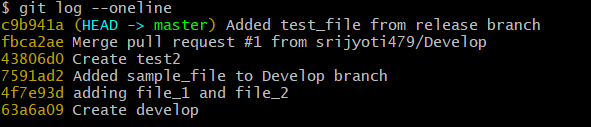 $ git log --oneline
c9b941a (HEAD -> master) Added test_file from release branch
fbca2ae Merge pull request #1 from srijyoti479/Develop
43806d0 Create test2
7591ad2 Added sample_file to Develop branch
4f7e93d adding file_1 and file_2
63a6a09 Create develop